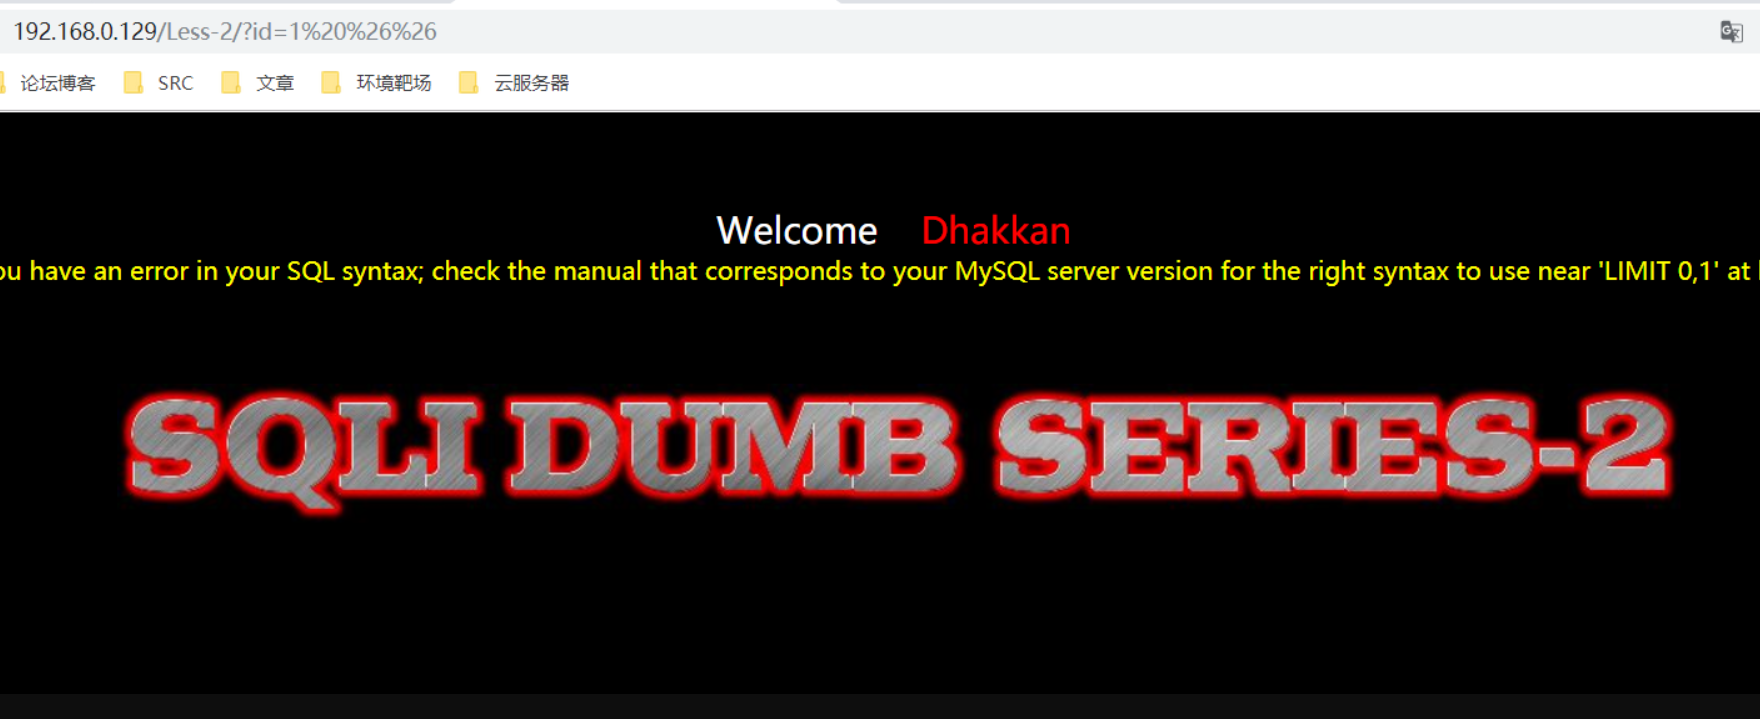 192.168.0.129/Less-2/?id=1%20%26%26
论坛博客 SRC 文章 环境靶场 云服务器
Welcome Dhakkan
ou have an error in your SQL syntax; check the manual that corresponds to your MySQL server version for the right syntax to use near 'LIMIT 0,1' at
SQLI DUMB SERIES-2